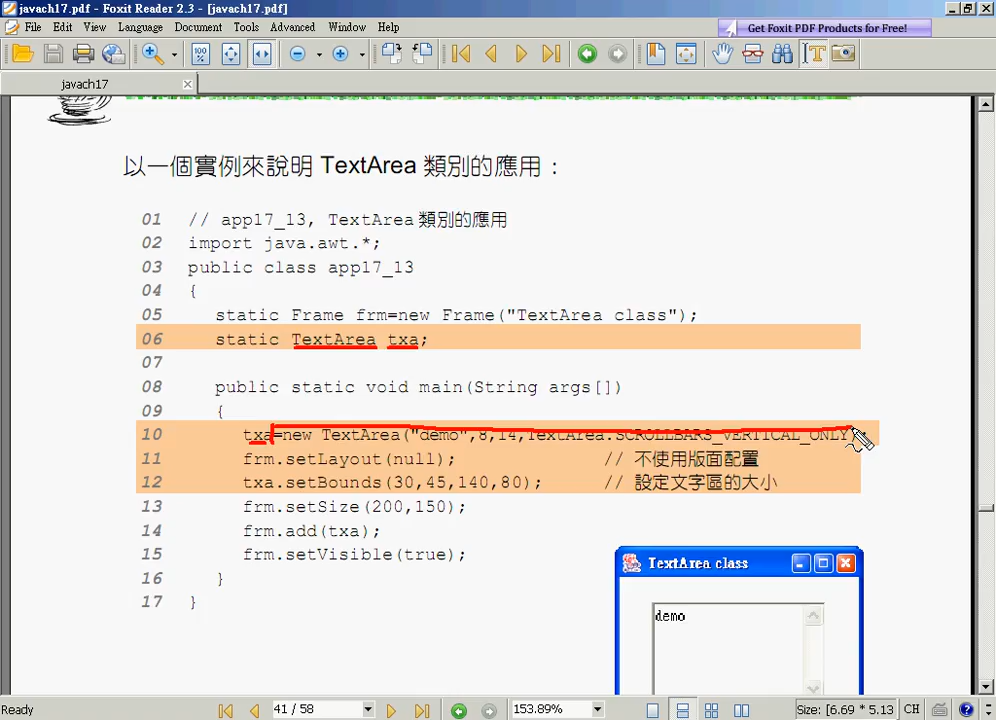 javach17.pdf - Foxit Reader 2.3 - [javach17.pdf]
File Edit View Language Document Tools Advanced Window Help
Get Foxit PDF Products for Free!
javach17
以一個實例來說明 TextArea 類別的應用：
01 // app17_13, TextArea 類別的應用
02 import java.awt.*;
03 public class app17_13
04 {
05 static Frame frm=new Frame("TextArea class");
06 static TextArea txa;
07
08 public static void main(String args[])
09 {
10 txa=new TextArea("demo",8,14,TextArea.SCROLLBARS_VERTICAL_ONLY);
11 frm.setLayout(null); // 不使用版面配置
12 txa.setBounds(30,45,140,80); // 設定文字區的大小
13 frm.setSize(200,150);
14 frm.add(txa);
15 frm.setVisible(true);
16 }
17 }
TextArea class
demo
Ready 41 / 58 153.89% Size: [6.69 * 5.13 CH